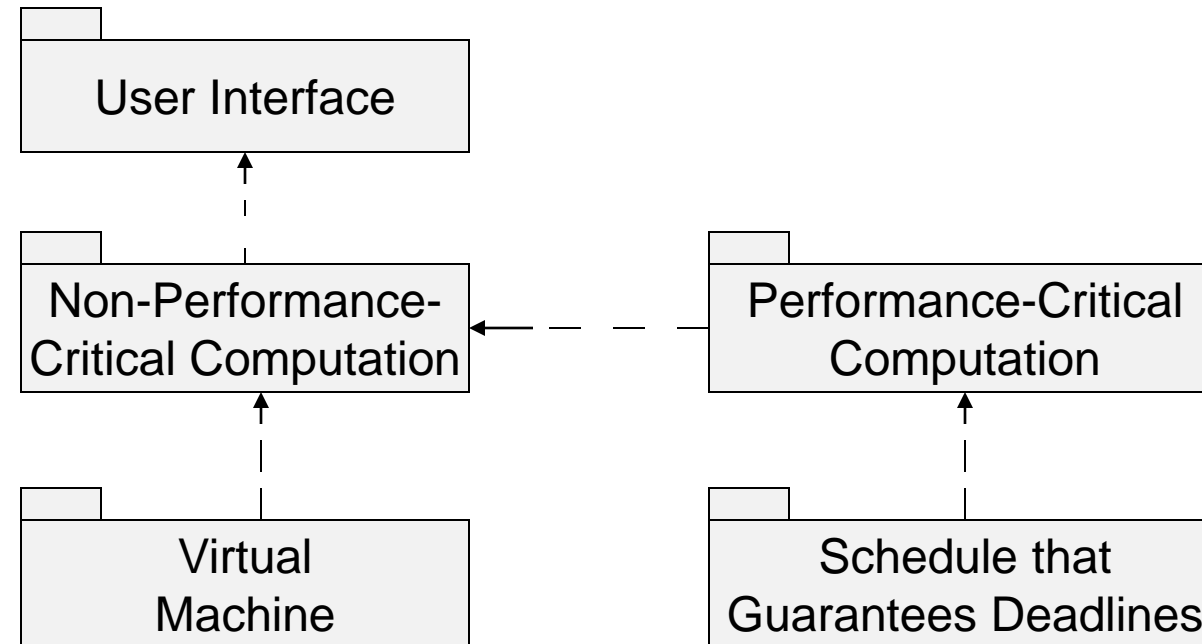 User Interface
Non-Performance-
Critical Computation
Performance-Critical
Computation
Virtual
Machine
Schedule that
Guarantees Deadlines